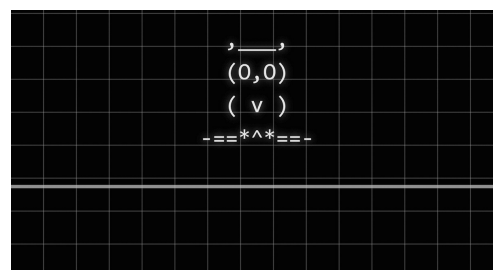 ,___,
(0,0)
( v )
-==*^*==-